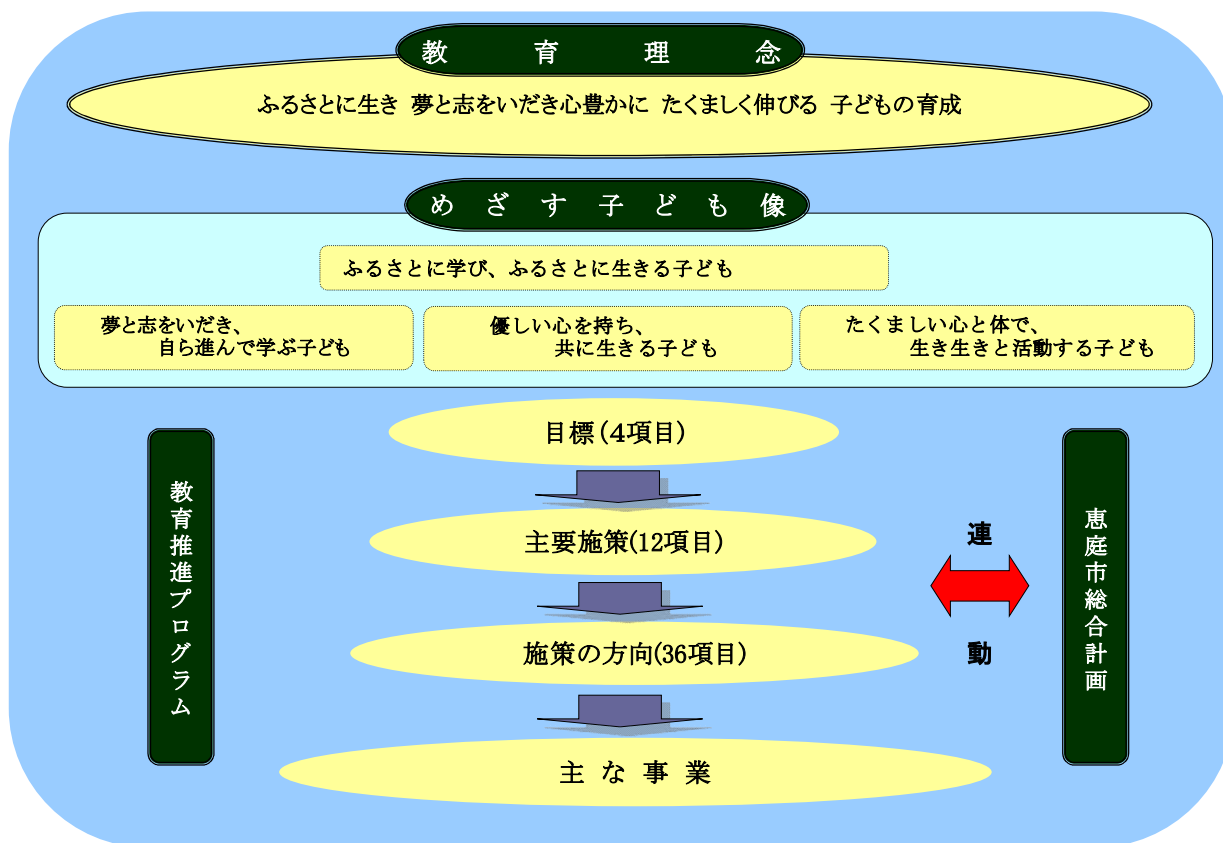 教育理念
ふるさとに生き 夢と志をいだき心豊かに たくましく伸びる 子どもの育成
めざす子ども像
ふるさとに学び、ふるさとに生きる子ども
夢と志をいだき、
自ら進んで学ぶ子ども
優しい心を持ち、
共に生きる子ども
たくましい心と体で、
生き生きと活動する子ども
目標(4項目)
教育推進プログラム
主要施策(12項目)
連
動
恵庭市総合計画
施策の方向(36項目)
主な事業